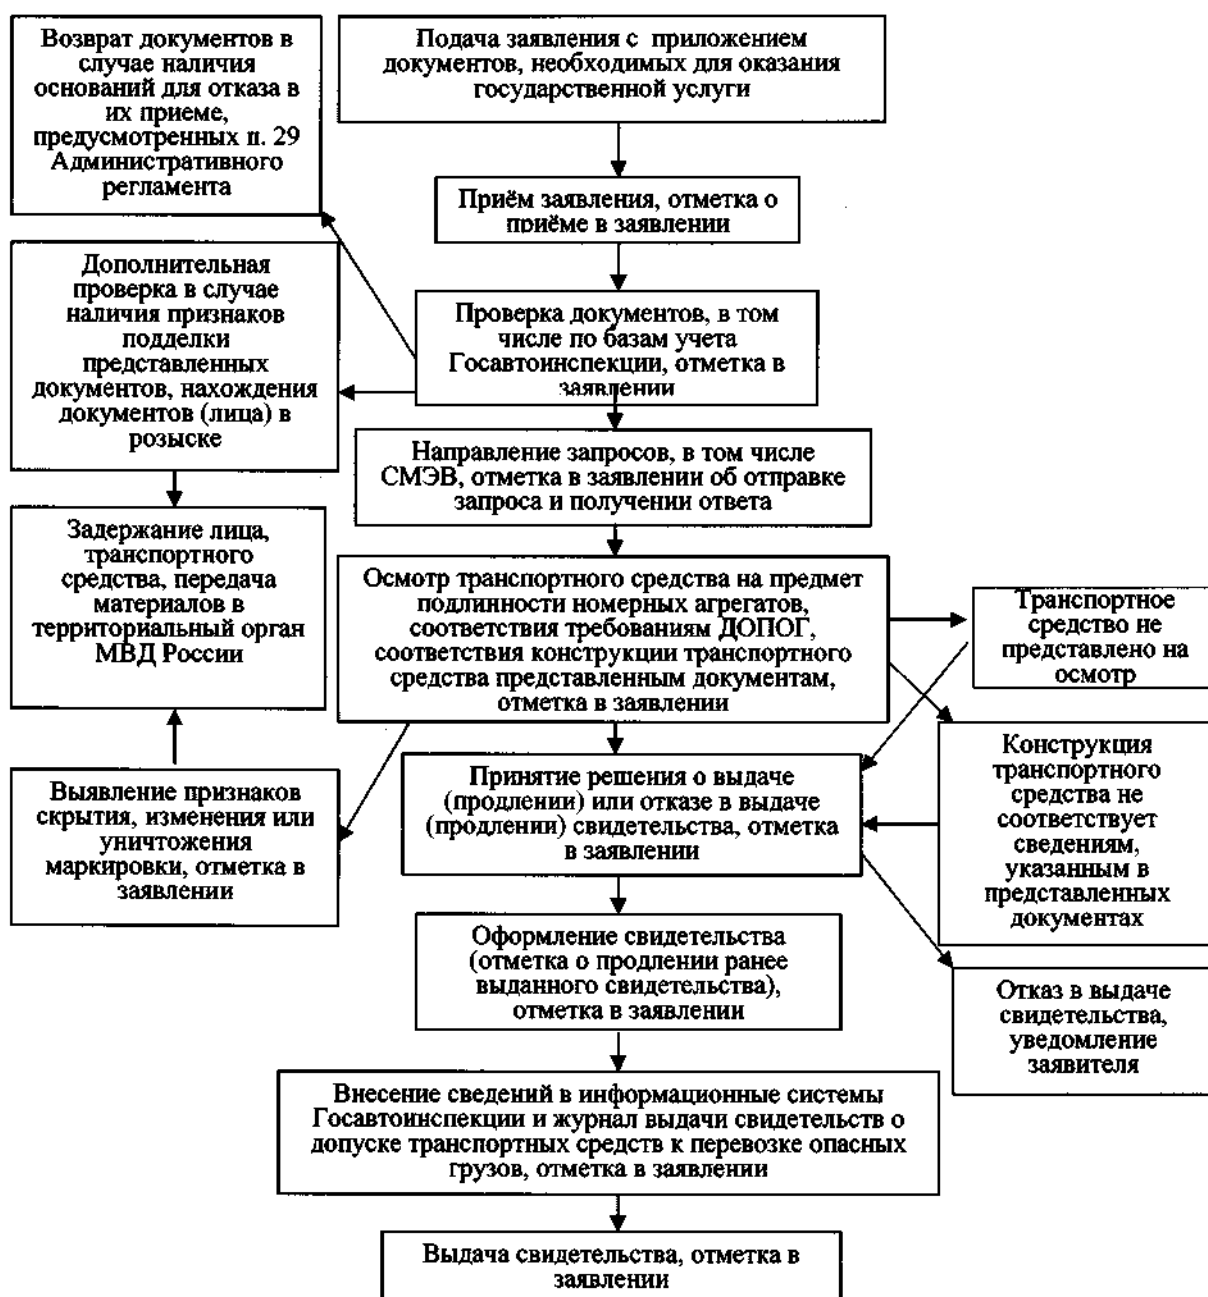 Возврат документов в
случае наличия
оснований для отказа в
их приеме,
предусмотренных п. 29
Административного
регламента
Подача заявления с приложением
документов, необходимых для оказания
государственной услуги
Приём заявления, отметка о
приёме в заявлении
Дополнительная
проверка в случае
наличия признаков
подделки
представленных
документов, нахождения
документов (лица) в
розыске
Проверка документов, в том
числе по базам учета
Госавтоинспекции, отметка в
заявлении
Направление запросов, в том числе
СМЭВ, отметка в заявлении об отправке
запроса и получении ответа
Задержание лица,
транспортного
средства, передача
материалов в
территориальный орган
МВД России
Осмотр транспортного средства на предмет
подлинности номерных агрегатов,
соответствия требованиям ДОПОГ,
соответствия конструкции транспортного
средства представленным документам,
отметка в заявлении
Транспортное
средство не
представлено на
осмотр
Выявление признаков
скрытия, изменения или
уничтожения
маркировки, отметка в
заявлении
Принятие решения о выдаче
(продлении) или отказе в выдаче
(продлении) свидетельства, отметка
в заявлении
Конструкция
транспортного
средства не
соответствует
сведениям,
указанным в
представленных
документах
Оформление свидетельства
(отметка о продлении ранее
выданного свидетельства),
отметка в заявлении
Отказ в выдаче
свидетельства,
уведомление
заявителя
Внесение сведений в информационные системы
Госавтоинспекции и журнал выдачи свидетельств о
допуске транспортных средств к перевозке опасных
грузов, отметка в заявлении
Выдача свидетельства, отметка в
заявлении